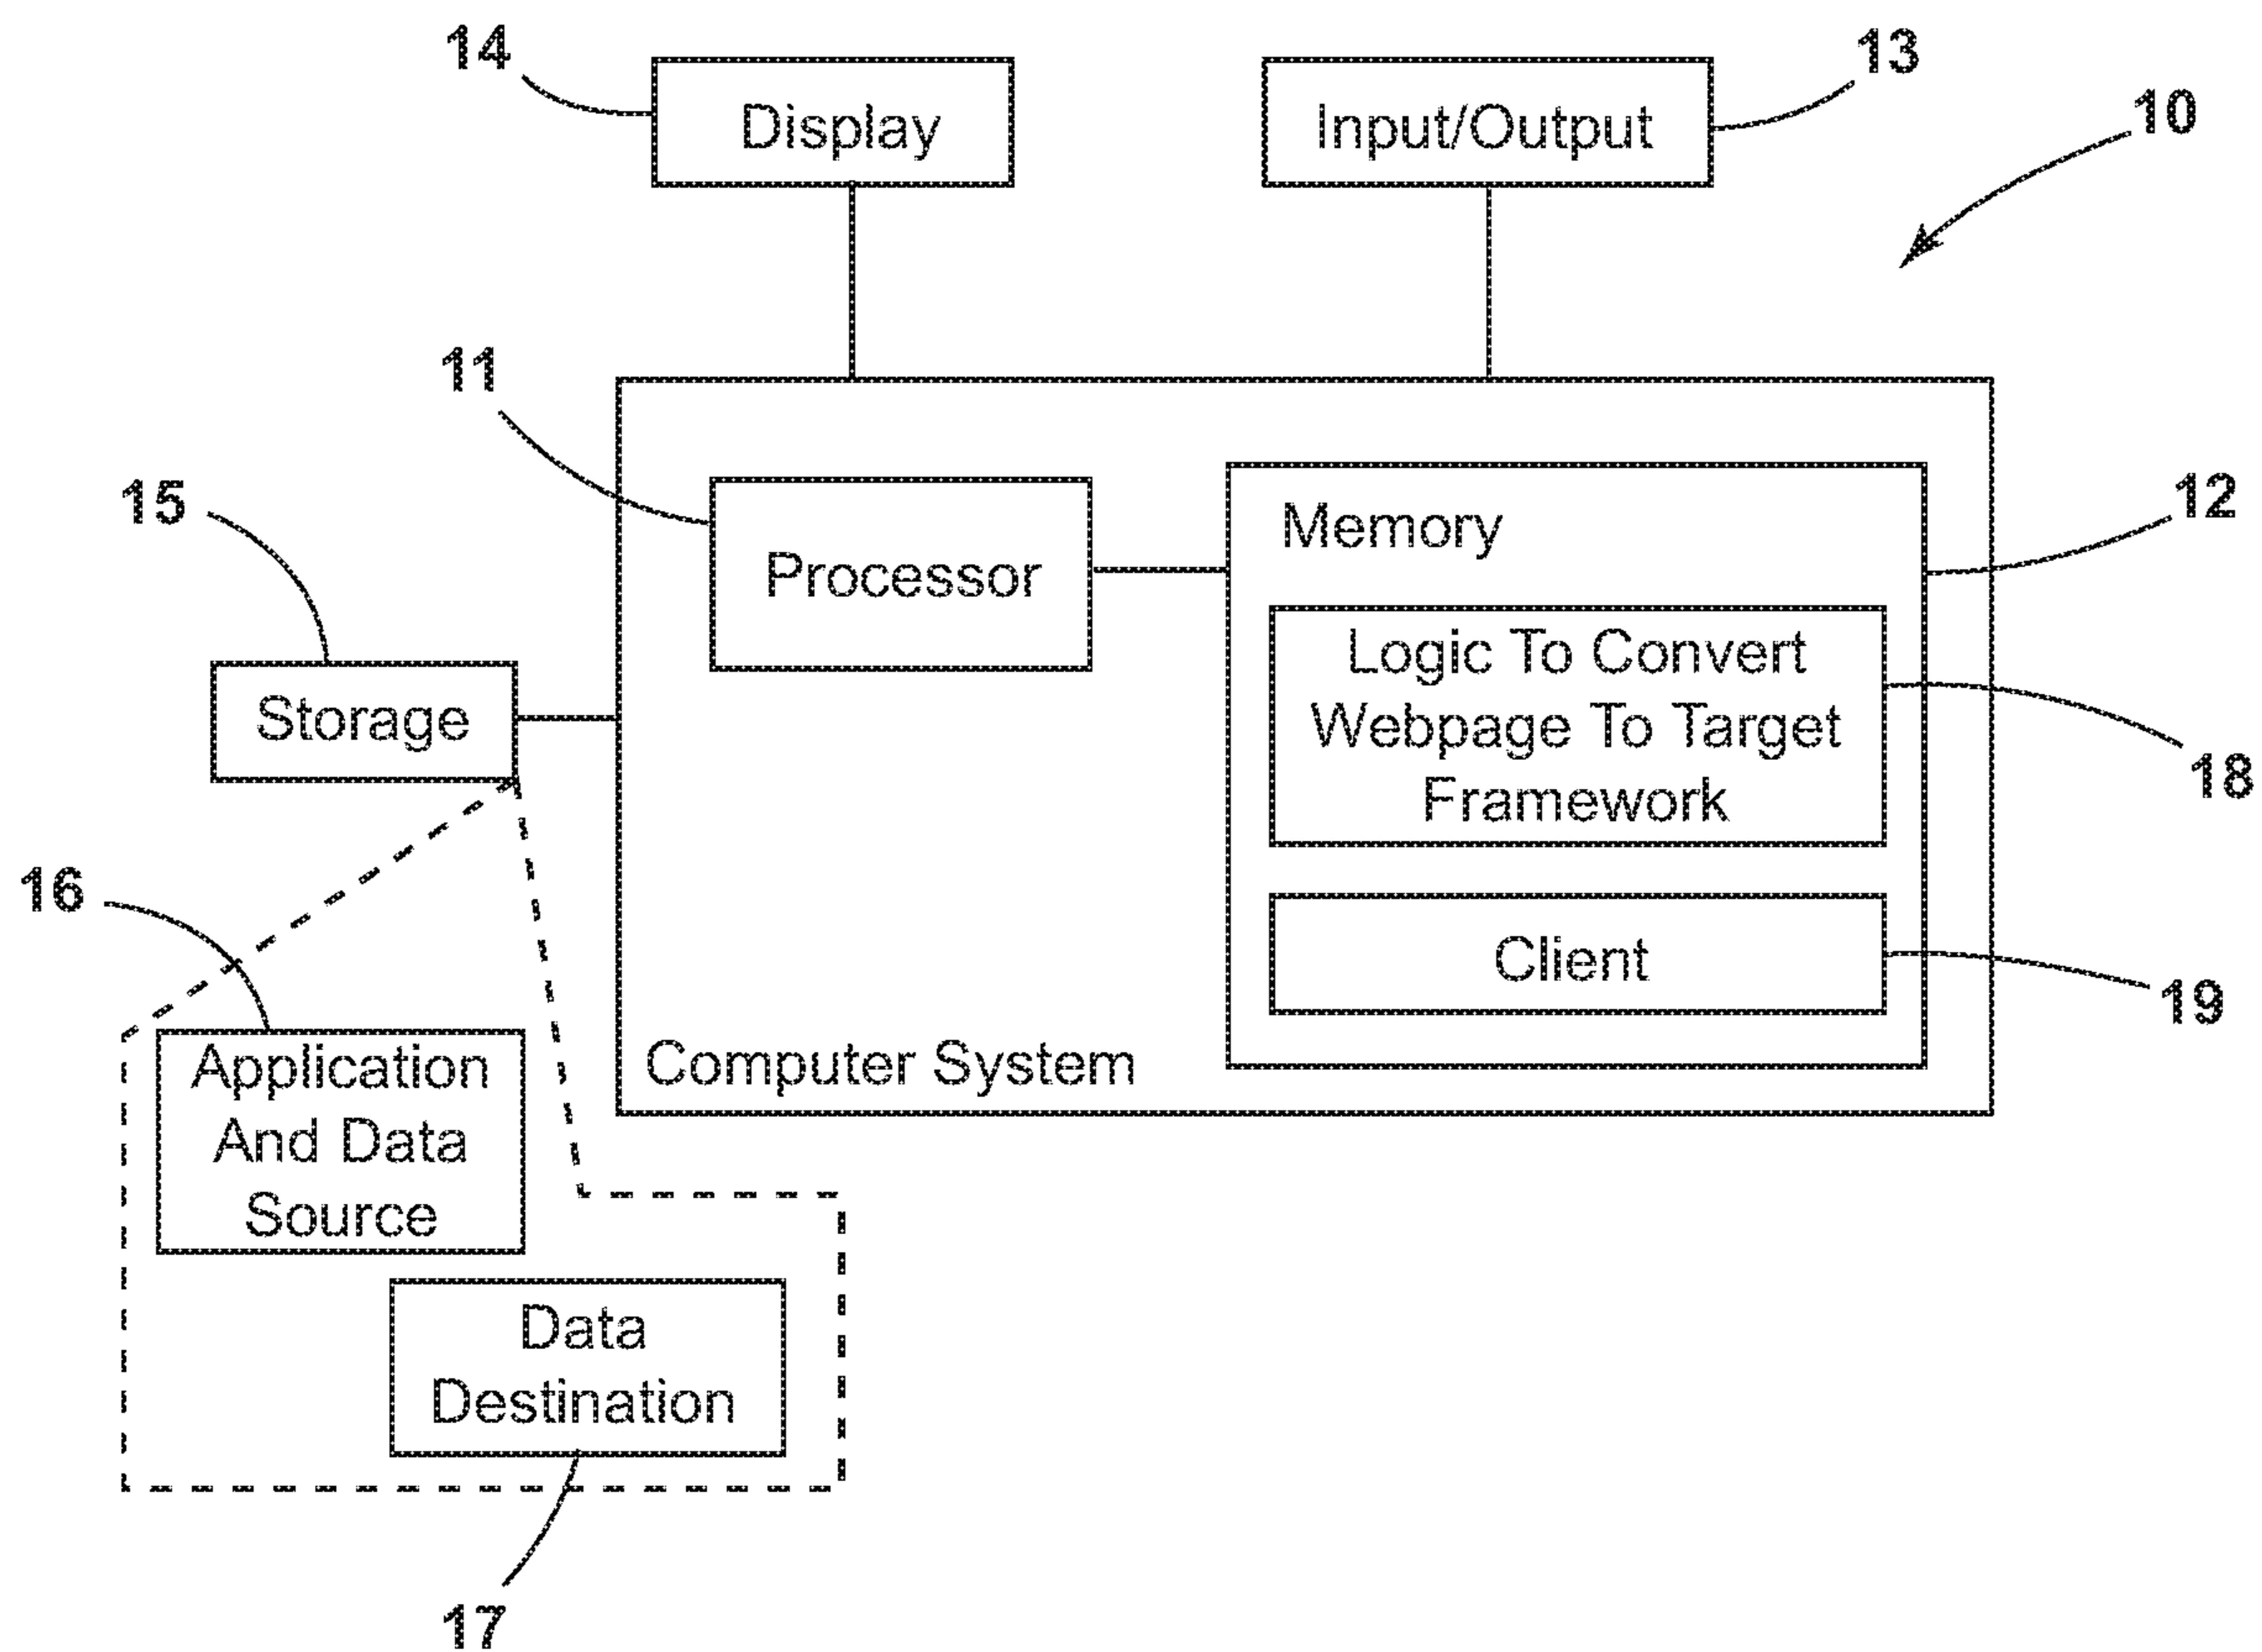 14
Display
Input/Output
13
10
11
15
Processor
Memory
12
Storage
Logic To Convert
Webpage To Target
Framework
18
16
Client
19
Computer System
Application
And Data
Source
Data
Destination
17